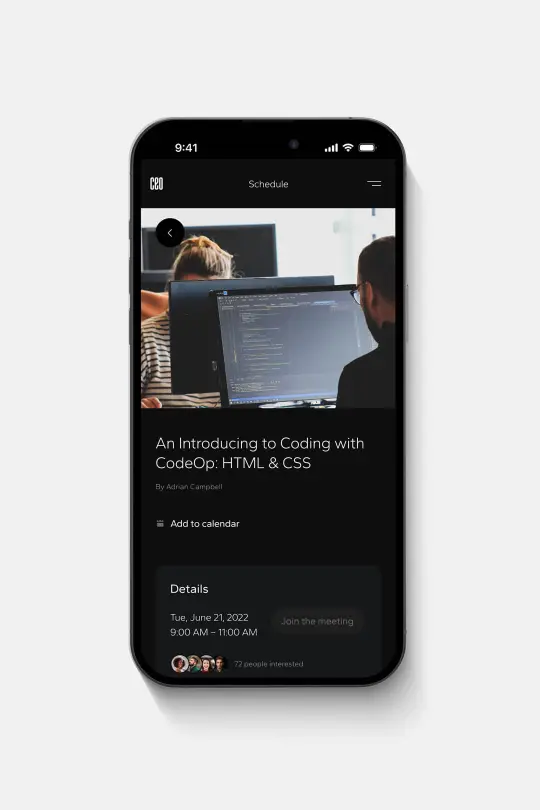 9:41
CEO
Schedule
An Introducing to Coding with
CodeOp: HTML & CSS
By Adrian Campbell
Add to calendar
Details
Tue, June 21, 2022
9:00 AM – 11:00 AM
Join the meeting
72 people interested